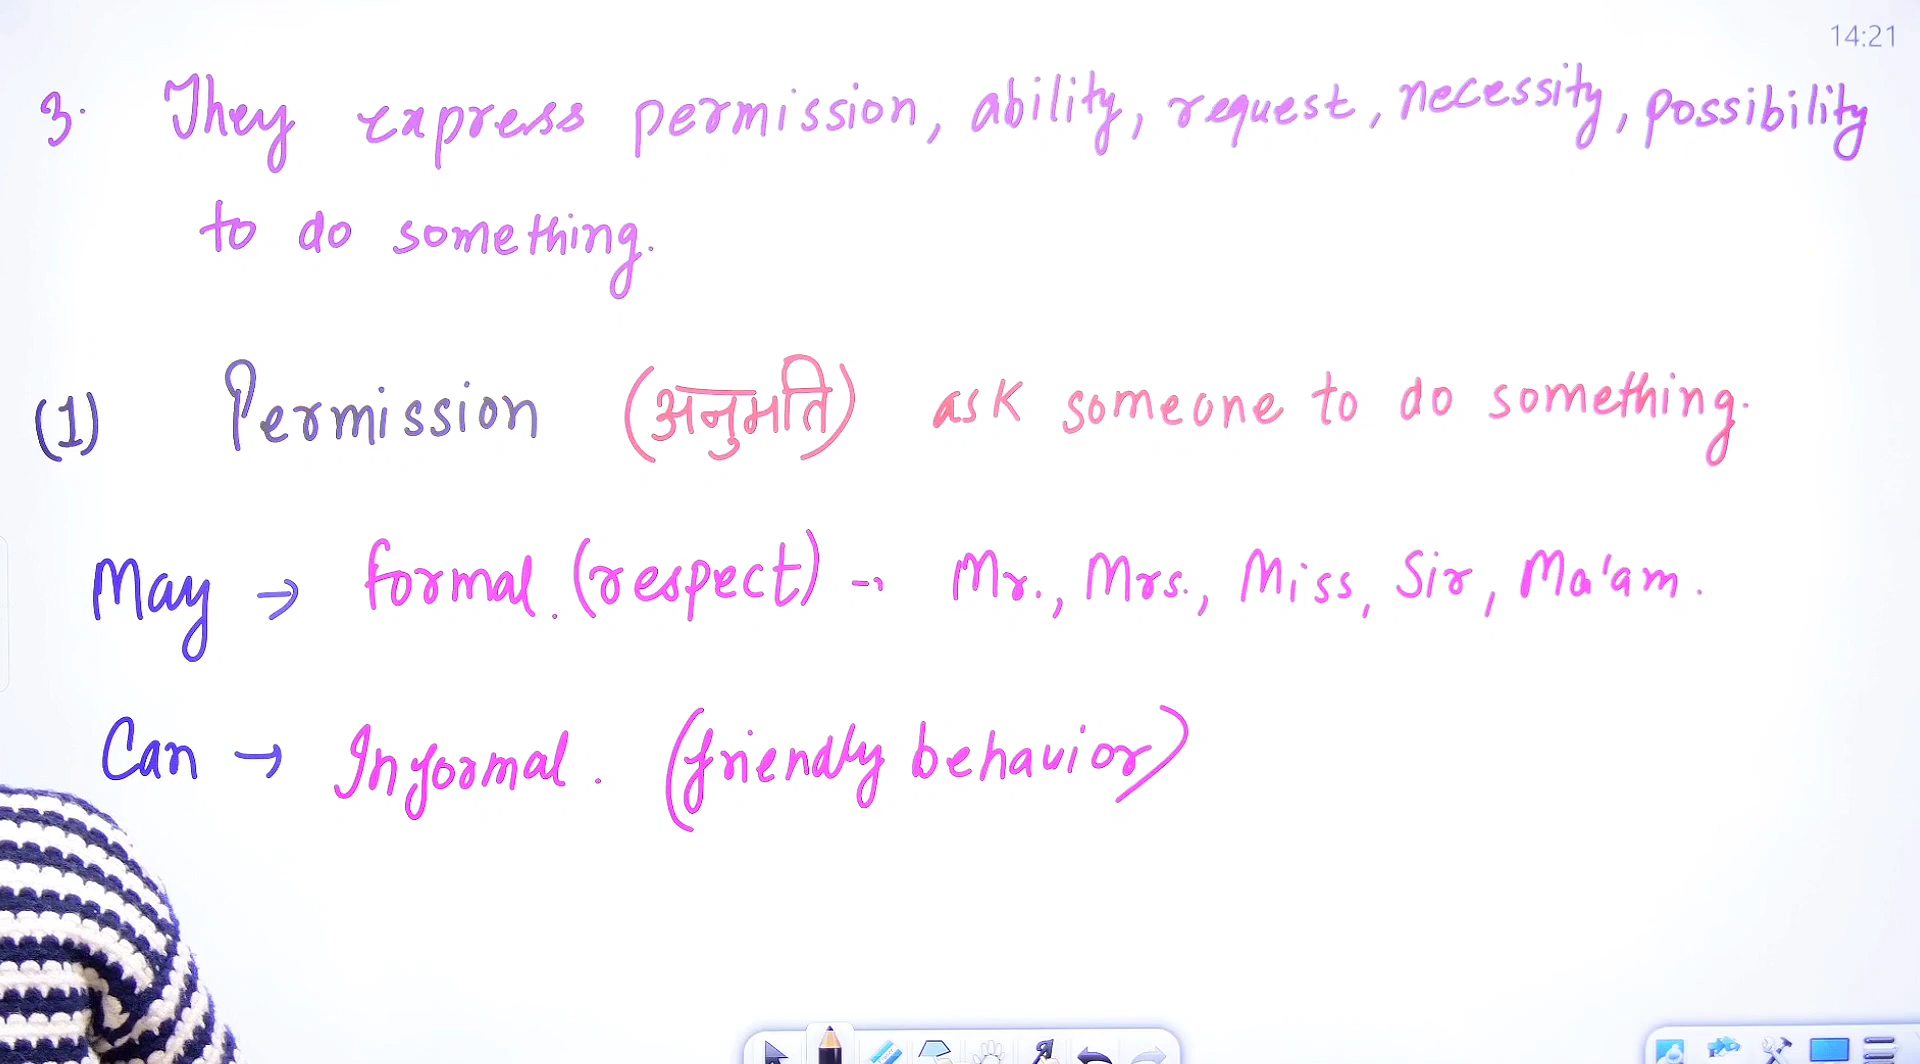 14:21
3. They express permission, ability, request, necessity, possibility
to do something.
(1) Permission (अनुमति) ask someone to do something.
May → formal. (respect) → Mr., Mrs., Miss, Sir, Ma'am.
Can → Informal. (friendly behavior)